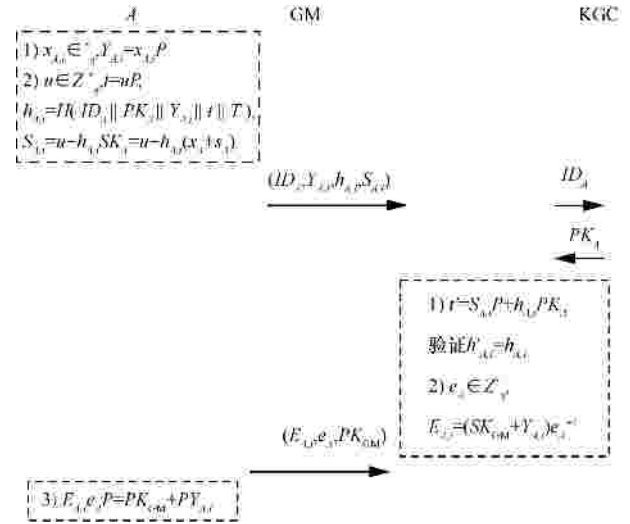 A GM KGC
1) x_{A,i}∈*_q, Y_{A,i}=x_{A,i}P
2) u∈Z*_q, t=uP,
h_{A,i}=H(ID_A||PK_A||Y_{A,i}||t||T),
S_{A,i}=u-h_{A,i}SK_A=u-h_{A,i}(x_A+s_A)
(ID_A,Y_{A,i},h_{A,i},S_{A,i})
ID_A
PK_A
1) t'=S_{A,i}P+h_{A,i}PK_A
验证h'_{A,i}=h_{A,i}
2) e_A∈Z_q
E_{A,i}=(SK_{GM}+Y_{A,i})e_A^{-1}
(E_{A,i},e_A,PK_{GM})
3) E_{A,i}e_AP=PK_{GM}+PY_{A,i}